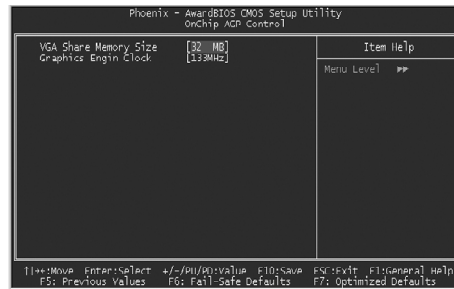 Phoenix - AwardBIOS CMOS Setup Utility
OnChip AGP Control
VGA Share Memory Size [32 MB]
Graphics Engin Clock [133MHz]
Item Help
Menu Level ▶▶
↑↓→←:Move Enter:Select +/-/PU/PD:Value F10:Save ESC:Exit F1:General Help
F5: Previous Values F6: Fail-Safe Defaults F7: Optimized Defaults